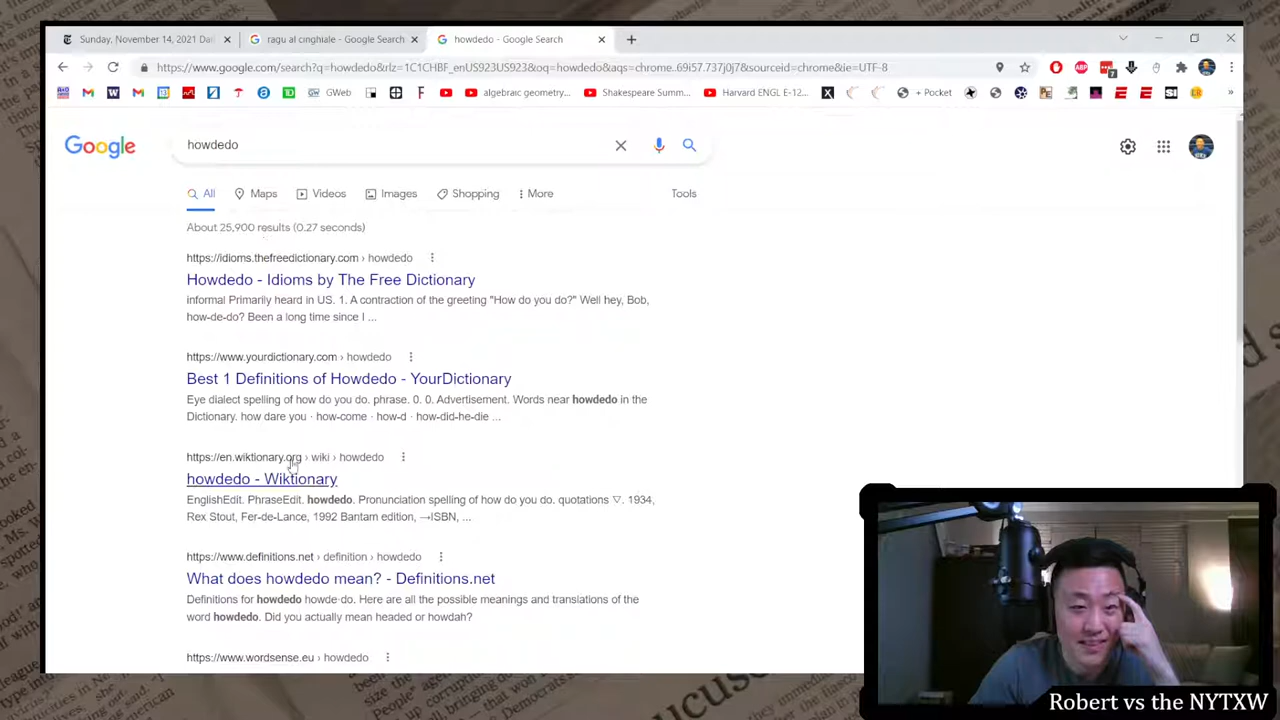 Sunday, November 14, 2021 Dail
ragu al cinghiale - Google Search
howdedo - Google Search
https://www.google.com/search?q=howdedo&rlz=1C1CHBF_enUS923US923&oq=howdedo&aqs=chrome..69i57.737j0j7&sourceid=chrome&ie=UTF-8
GWeb
algebraic geometry...
Shakespeare Summ...
Harvard ENGL E-12...
+ Pocket
Google
howdedo
All
Maps
Videos
Images
Shopping
More
Tools
About 25,900 results (0.27 seconds)
https://idioms.thefreedictionary.com › howdedo
Howdedo - Idioms by The Free Dictionary
informal Primarily heard in US. 1. A contraction of the greeting "How do you do?" Well hey, Bob,
how-de-do? Been a long time since I ...
https://www.yourdictionary.com › howdedo
Best 1 Definitions of Howdedo - YourDictionary
Eye dialect spelling of how do you do. phrase. 0. 0. Advertisement. Words near howdedo in the
Dictionary. how dare you · how-come · how-d · how-did-he-die ...
https://en.wiktionary.org › wiki › howdedo
howdedo - Wiktionary
EnglishEdit. PhraseEdit. howdedo. Pronunciation spelling of how do you do. quotations ▽. 1934,
Rex Stout, Fer-de-Lance, 1992 Bantam edition, →ISBN, ...
https://www.definitions.net › definition › howdedo
What does howdedo mean? - Definitions.net
Definitions for howdedo howde·do. Here are all the possible meanings and translations of the
word howdedo. Did you actually mean headed or howdah?
https://www.wordsense.eu › howdedo
Robert vs the NYTXW